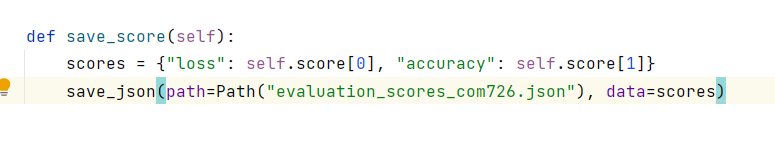 def save_score(self):
    scores = {"loss": self.score[0], "accuracy": self.score[1]}
    save_json(path=Path("evaluation_scores_com726.json"), data=scores)